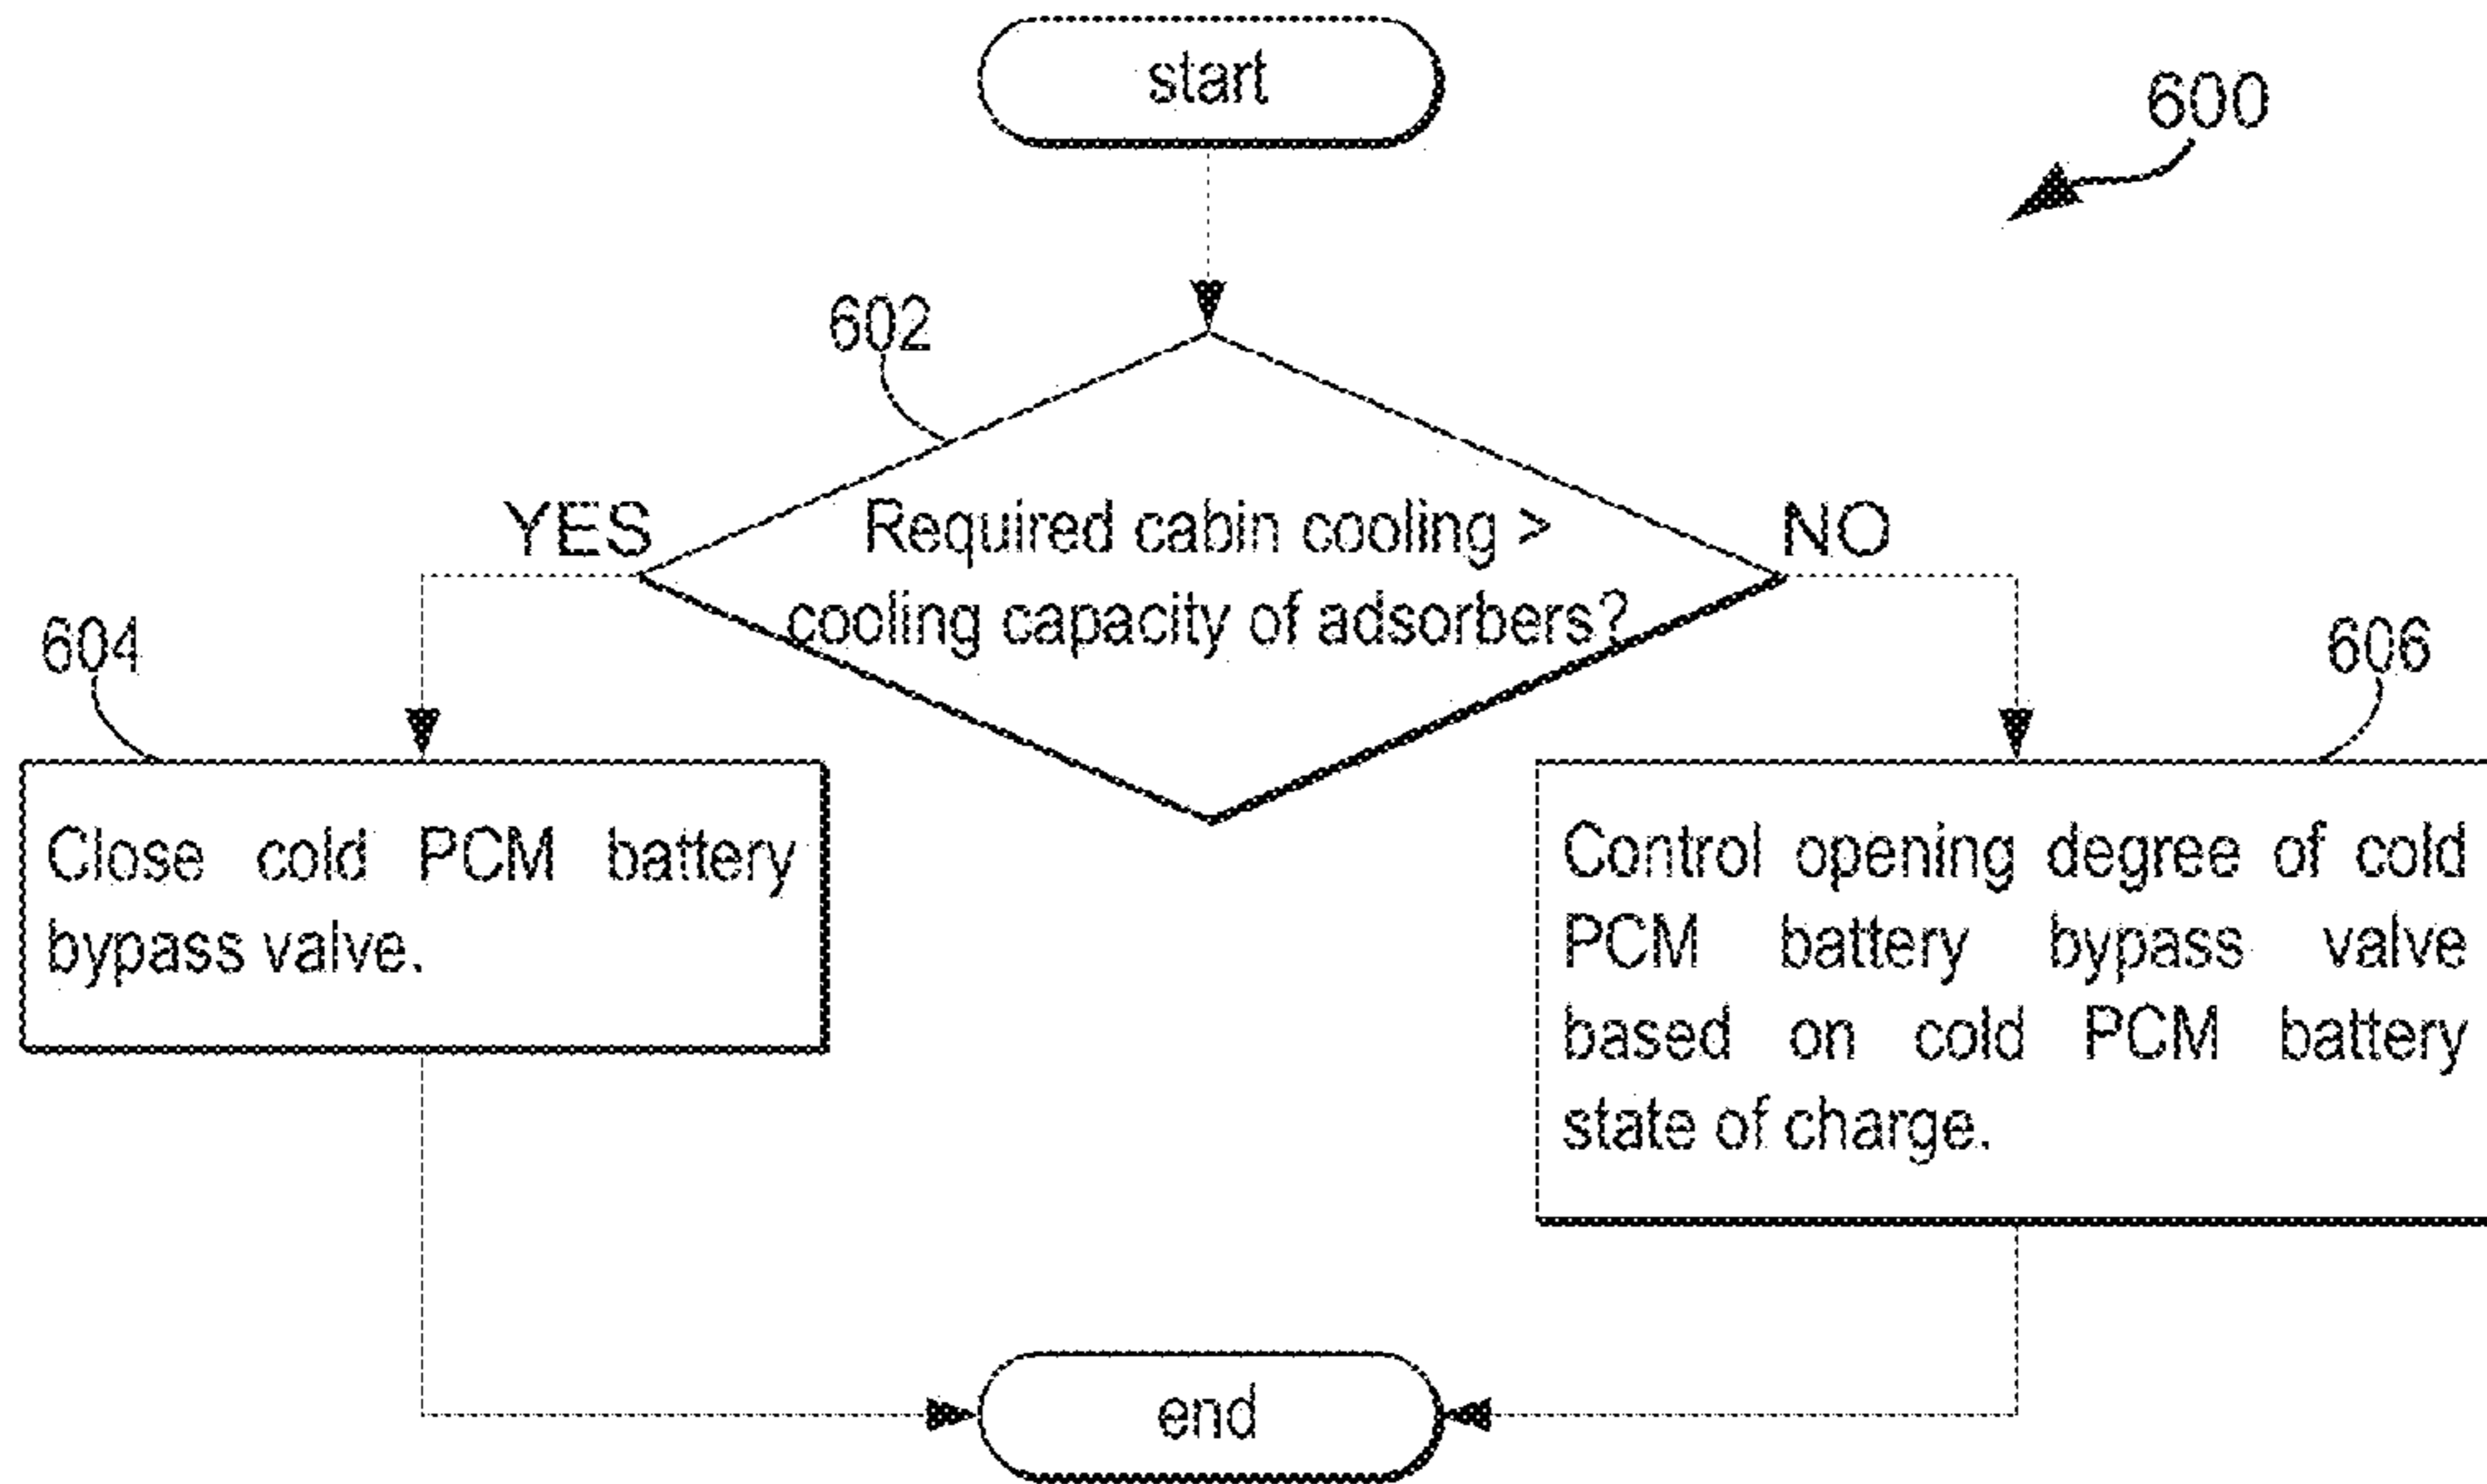 start
600
602
YES
Required cabin cooling >
cooling capacity of adsorbers?
NO
604
606
Close cold PCM battery
bypass valve.
Control opening degree of cold
PCM battery bypass valve
based on cold PCM battery
state of charge.
end